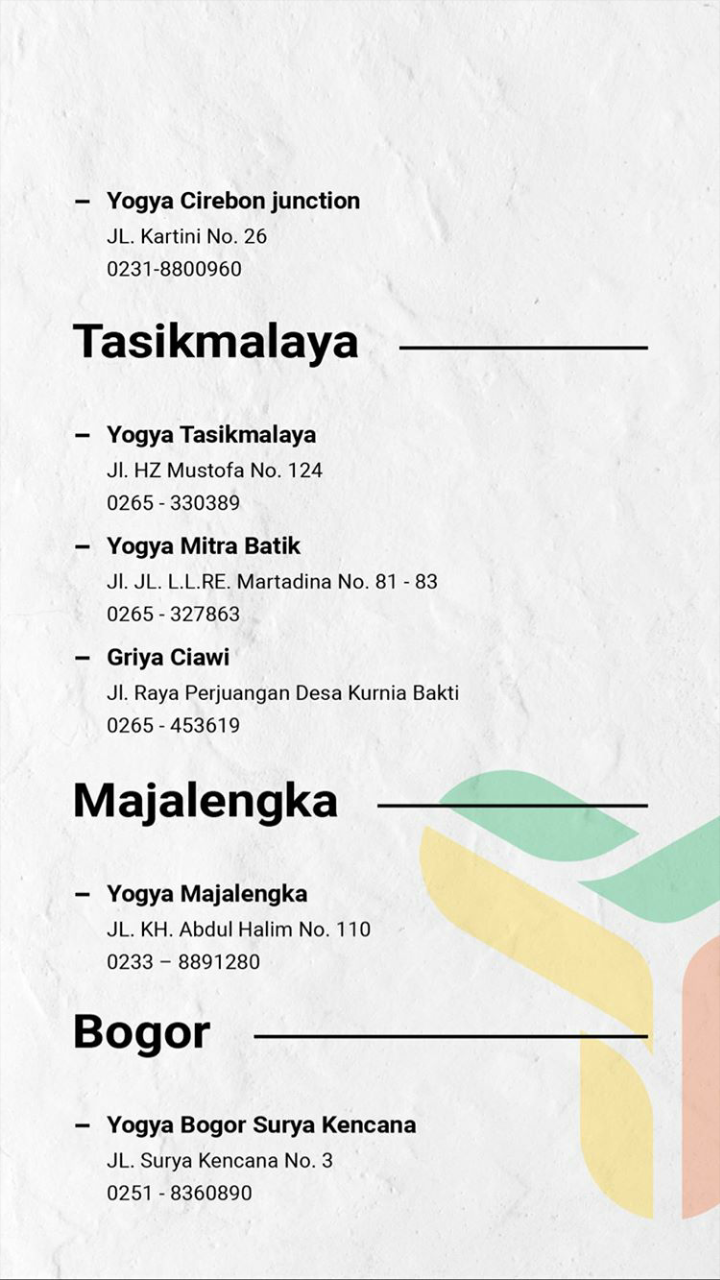 – Yogya Cirebon junction
JL. Kartini No. 26
0231-8800960
Tasikmalaya
– Yogya Tasikmalaya
Jl. HZ Mustofa No. 124
0265 - 330389
– Yogya Mitra Batik
Jl. JL. L.L.RE. Martadina No. 81 - 83
0265 - 327863
– Griya Ciawi
Jl. Raya Perjuangan Desa Kurnia Bakti
0265 - 453619
Majalengka
– Yogya Majalengka
JL. KH. Abdul Halim No. 110
0233 – 8891280
Bogor
– Yogya Bogor Surya Kencana
JL. Surya Kencana No. 3
0251 - 8360890